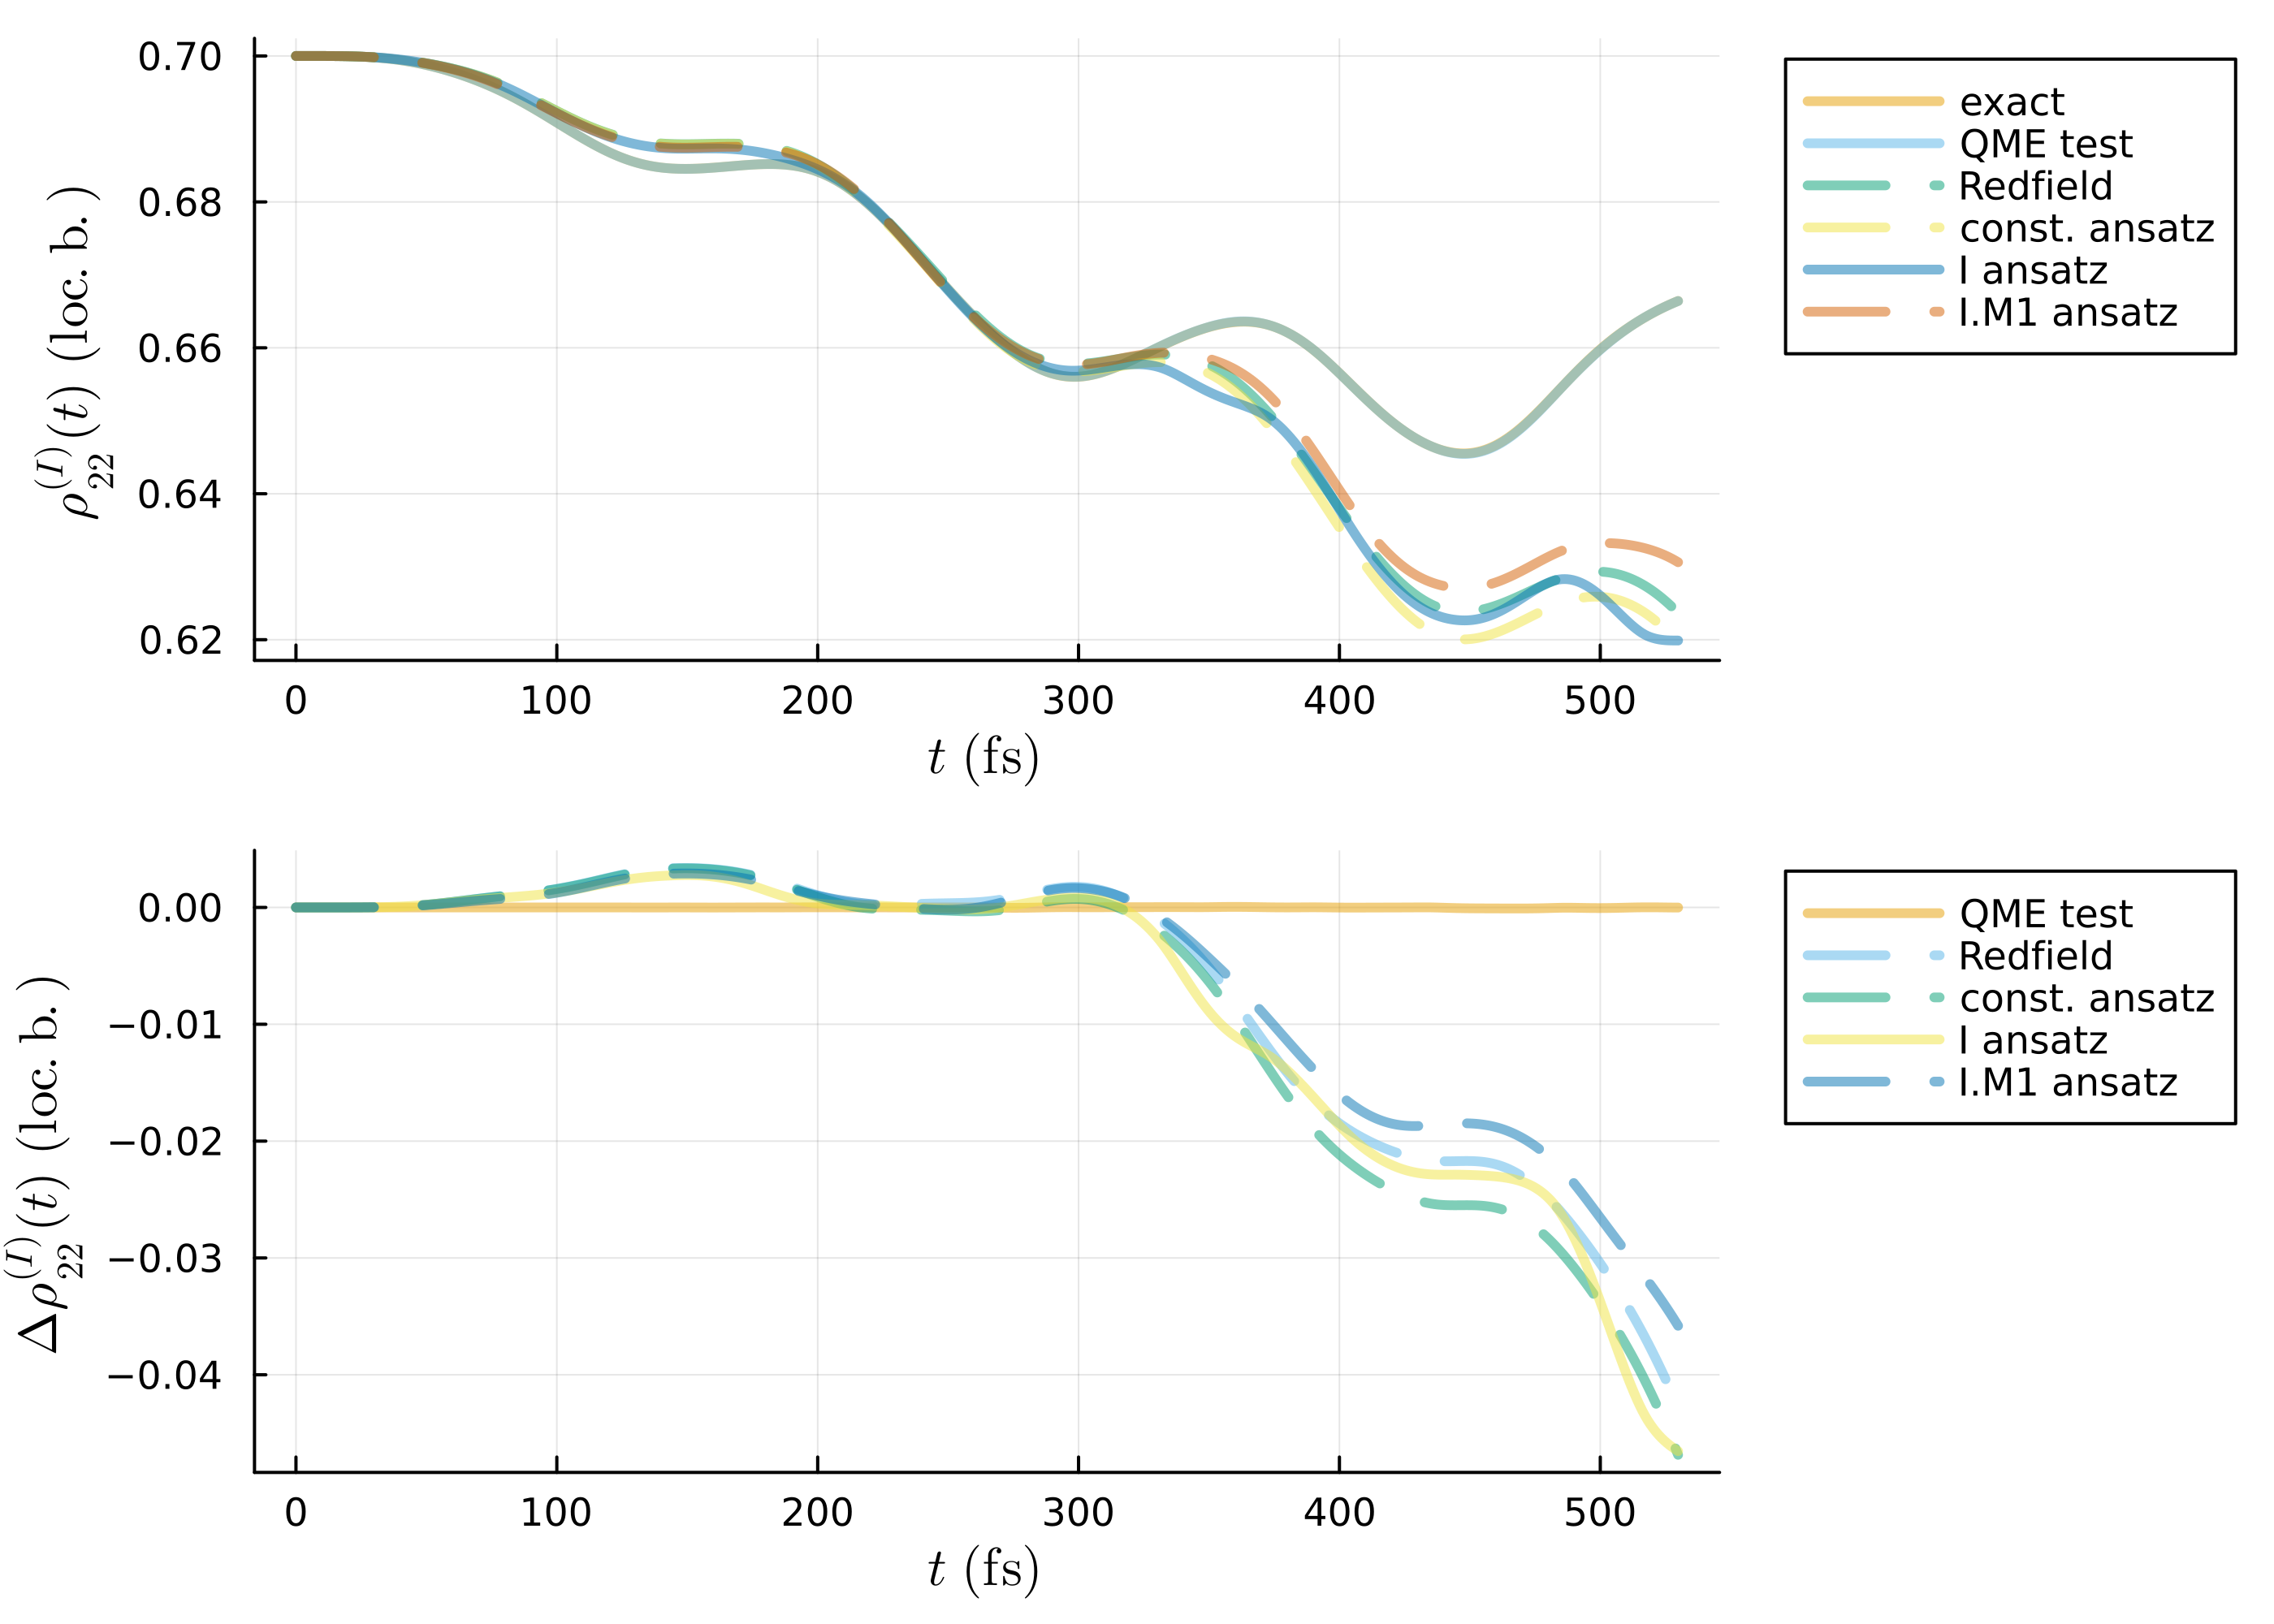 0.70
0.68
0.66
0.64
0.62
ρ₂₂⁽ᴵ⁾(t) (loc. b. )
0 100 200 300 400 500
t (fs)
exact
QME test
Redfield
const. ansatz
I ansatz
I.M1 ansatz
0.00
−0.01
−0.02
−0.03
−0.04
Δρ₂₂⁽ᴵ⁾(t) (loc. b. )
0 100 200 300 400 500
t (fs)
QME test
Redfield
const. ansatz
I ansatz
I.M1 ansatz